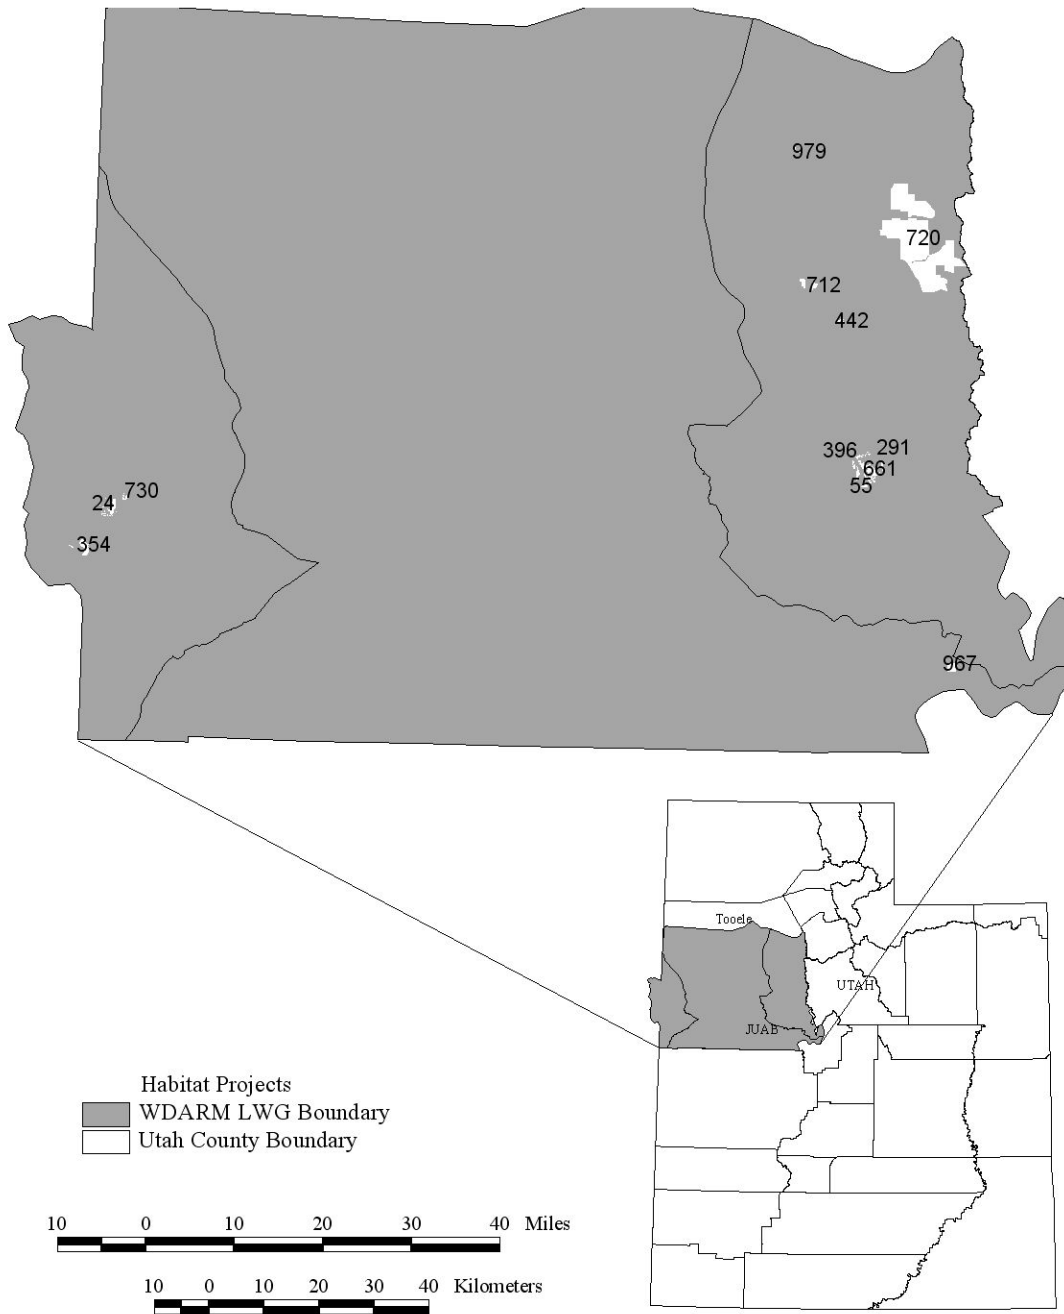 979
720
712
442
396 291
661
55
730
24
354
967
Tooele
UTAH
JUAB
Habitat Projects
WDARM LWG Boundary
Utah County Boundary
10 0 10 20 30 40 Miles
10 0 10 20 30 40 Kilometers